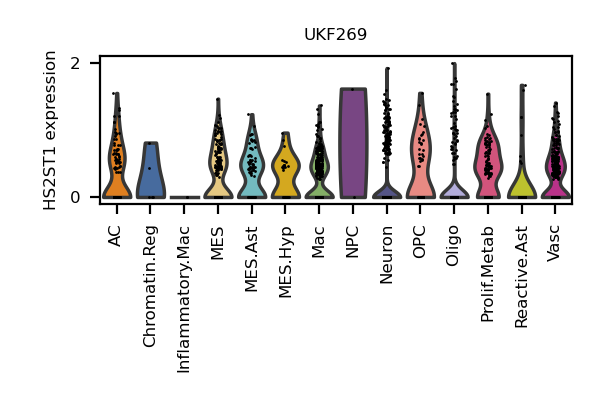 UKF269
HS2ST1 expression
2
0
AC
Chromatin.Reg
Inflammatory.Mac
MES
MES.Ast
MES.Hyp
Mac
NPC
Neuron
OPC
Oligo
Prolif.Metab
Reactive.Ast
Vasc